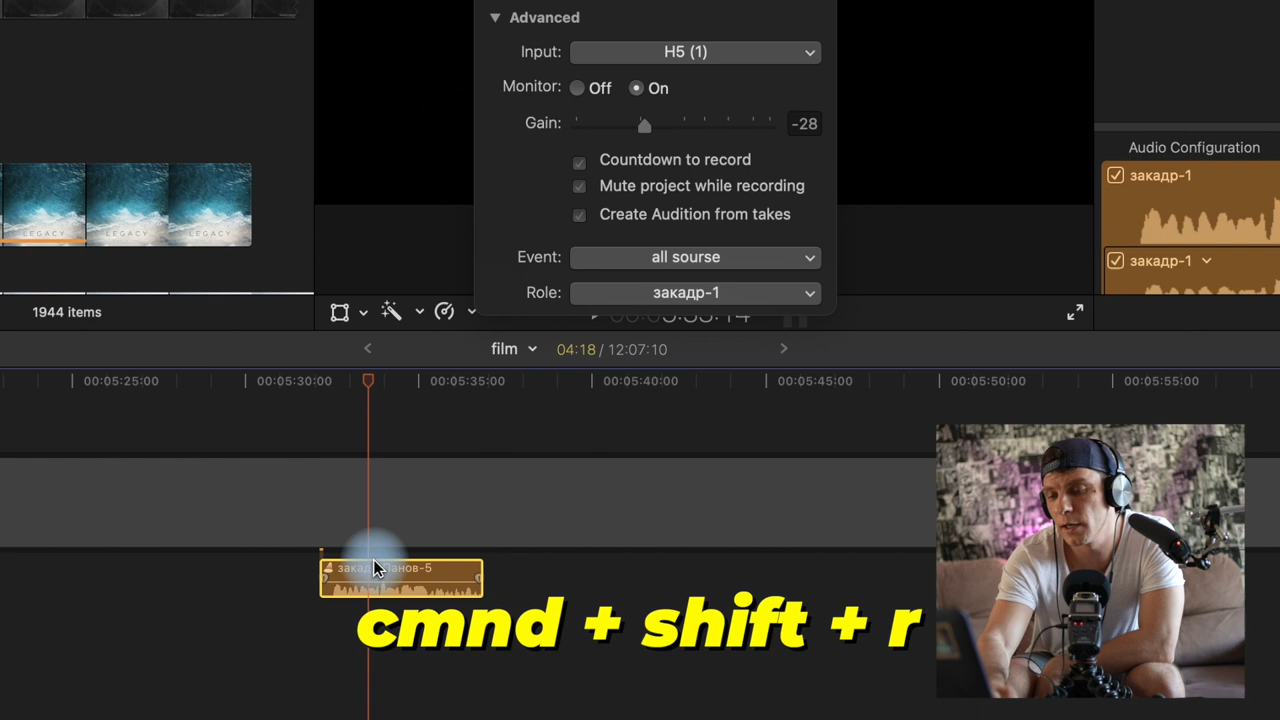 Advanced
Input: H5 (1)
Monitor: Off On
Gain: -28
Countdown to record
Mute project while recording
Create Audition from takes
Event: all sourse
Role: закадр-1
Audio Configuration
закадр-1
закадр-1
LEGACY LEGACY LEGACY
1944 items
film 04:18 / 12:07:10
00:05:25:00 00:05:30:00 00:05:35:00 00:05:40:00 00:05:45:00 00:05:50:00 00:05:55:00
cmnd + shift + r